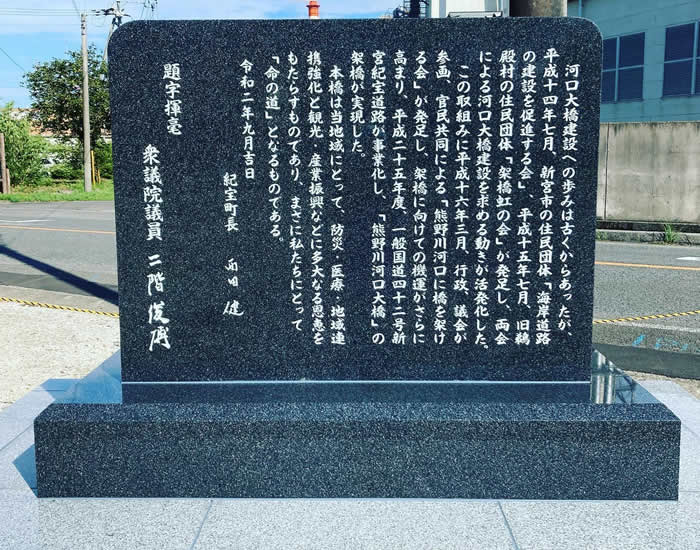 河口大橋建設への歩みは古くからあったが、
平成十四年七月、新宮市の住民団体「海岸道路
の建設を促進する会」、平成十五年七月、旧鵜
殿村の住民団体「架橋虹の会」が発足し、両会
による河口大橋建設を求める動きが活発化した。
この取組みに平成十六年三月、行政、議会が
参画、官民共同による「熊野川河口に橋を架け
る会」が発足し、架橋に向けての機運がさらに
高まり、平成二十五年度、一般国道四十二号新
宮紀宝道路が事業化し、「熊野川河口大橋」の
架橋が実現した。
本橋は当地域にとって、防災・医療・地域連
携強化と観光・産業振興などに多大なる恩恵を
もたらすものであり、まさに私たちにとって
「命の道」となるものである。
令和二年九月吉日
紀宝町長 西田 健
題字揮毫
衆議院議員 二階俊博